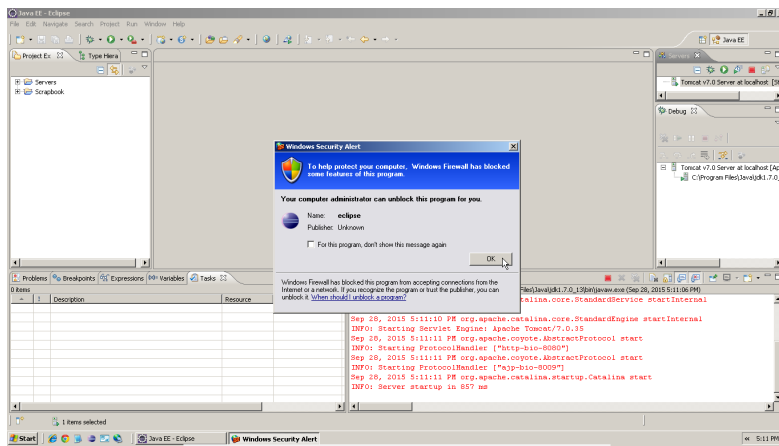 Java EE - Eclipse
File Edit Navigate Search Project Run Window Help
Java EE
Project Ex
Type Hiera
Servers
Servers
Scrapbook
Tomcat v7.0 Server at localhost [St
Debug
Tomcat v7.0 Server at localhost [Ap
C:\Program Files\Java\jdk1.7.0_
Windows Security Alert
To help protect your computer, Windows Firewall has blocked
some features of this program.
Your computer administrator can unblock this program for you.
Name: eclipse
Publisher: Unknown
For this program, don't show this message again
OK
Windows Firewall has blocked this program from accepting connections from the
Internet or a network. If you recognize the program or trust the publisher, you can
unblock it. When should I unblock a program?
Problems Breakpoints Expressions Variables Tasks
0 items
! Description Resource
Files\Java\jdk1.7.0_13\bin\javaw.exe (Sep 28, 2015 5:11:06 PM)
catalina.core.StandardService startInternal
Sep 28, 2015 5:11:10 PM org.apache.catalina.core.StandardEngine startInternal
INFO: Starting Servlet Engine: Apache Tomcat/7.0.35
Sep 28, 2015 5:11:11 PM org.apache.coyote.AbstractProtocol start
INFO: Starting ProtocolHandler ["http-bio-8080"]
Sep 28, 2015 5:11:11 PM org.apache.coyote.AbstractProtocol start
INFO: Starting ProtocolHandler ["ajp-bio-8009"]
Sep 28, 2015 5:11:11 PM org.apache.catalina.startup.Catalina start
INFO: Server startup in 857 ms
1 items selected
Start
Java EE - Eclipse
Windows Security Alert
5:11 PM